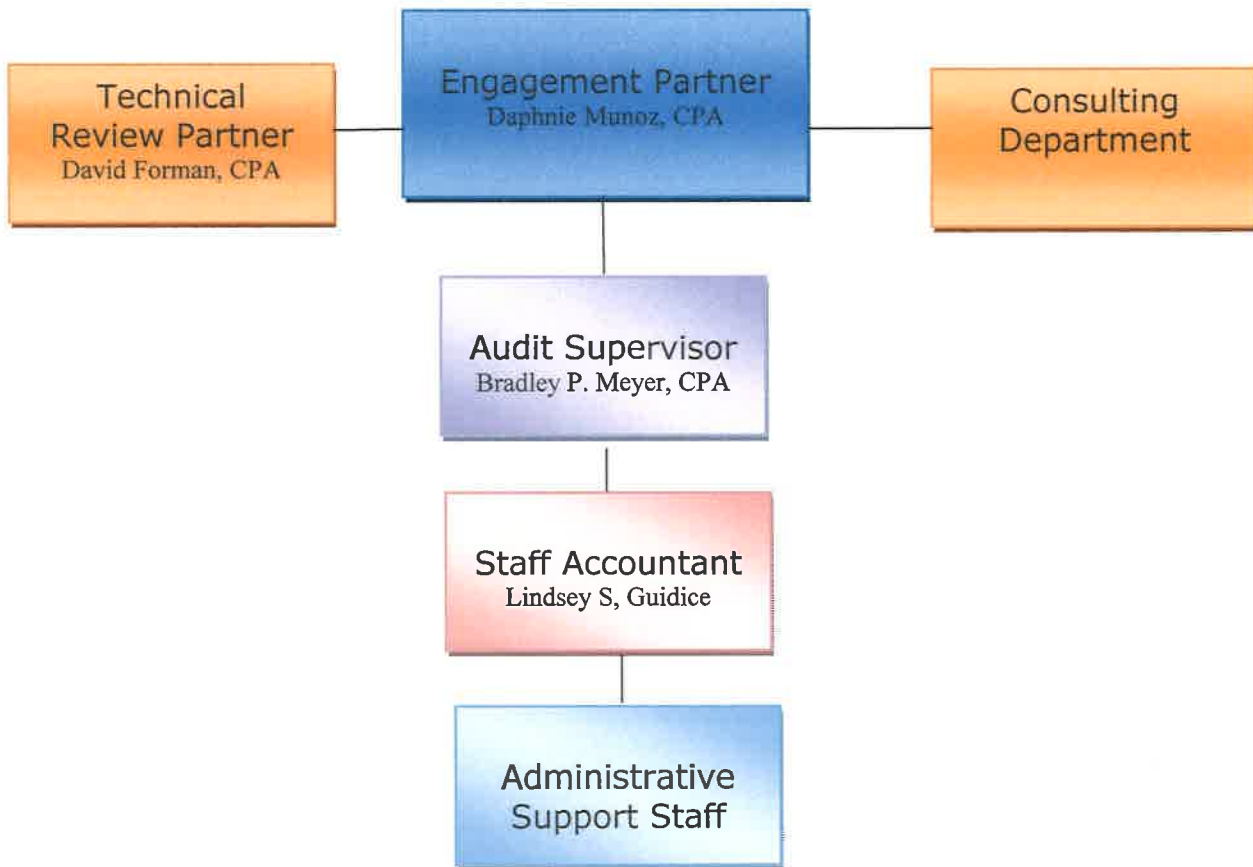 Technical
Review Partner
David Forman, CPA
Engagement Partner
Daphnie Munoz, CPA
Consulting
Department
Audit Supervisor
Bradley P. Meyer, CPA
Staff Accountant
Lindsey S, Guidice
Administrative
Support Staff